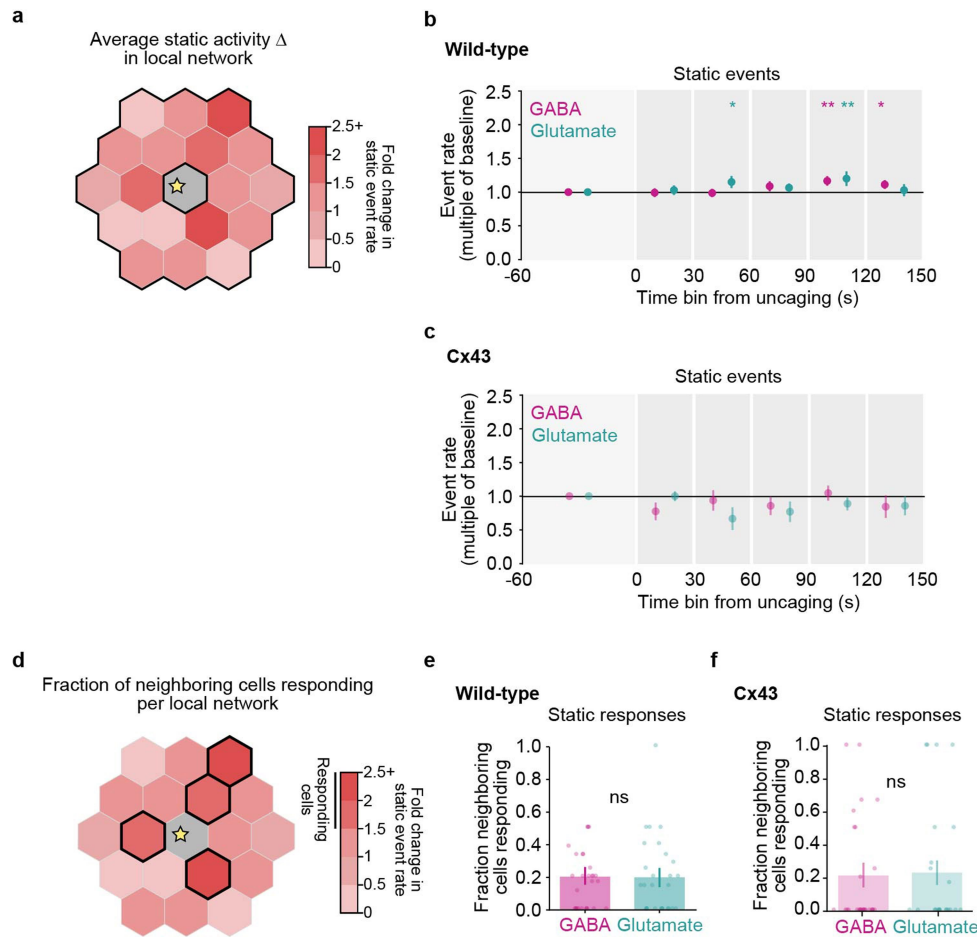 a
Average static activity Δ
in local network
2.5+
2
1.5
1
0.5
0
Fold change in
static event rate
b
Wild-type
Static events
GABA
Glutamate
* ** ** *
Event rate
(multiple of baseline)
2.5
2.0
1.5
1.0
0.5
0.0
-60 0 30 60 90 120 150
Time bin from uncaging (s)
c
Cx43
Static events
GABA
Glutamate
Event rate
(multiple of baseline)
2.5
2.0
1.5
1.0
0.5
0.0
-60 0 30 60 90 120 150
Time bin from uncaging (s)
d
Fraction of neighboring cells responding
per local network
Responding
cells
2.5+
2
1.5
1
0.5
0
Fold change in
static event rate
e
Wild-type
Static responses
ns
Fraction neighboring
cells responding
1.0
0.8
0.6
0.4
0.2
0.0
GABA Glutamate
f
Cx43
Static responses
ns
Fraction neighboring
cells responding
1.0
0.8
0.6
0.4
0.2
0.0
GABA Glutamate